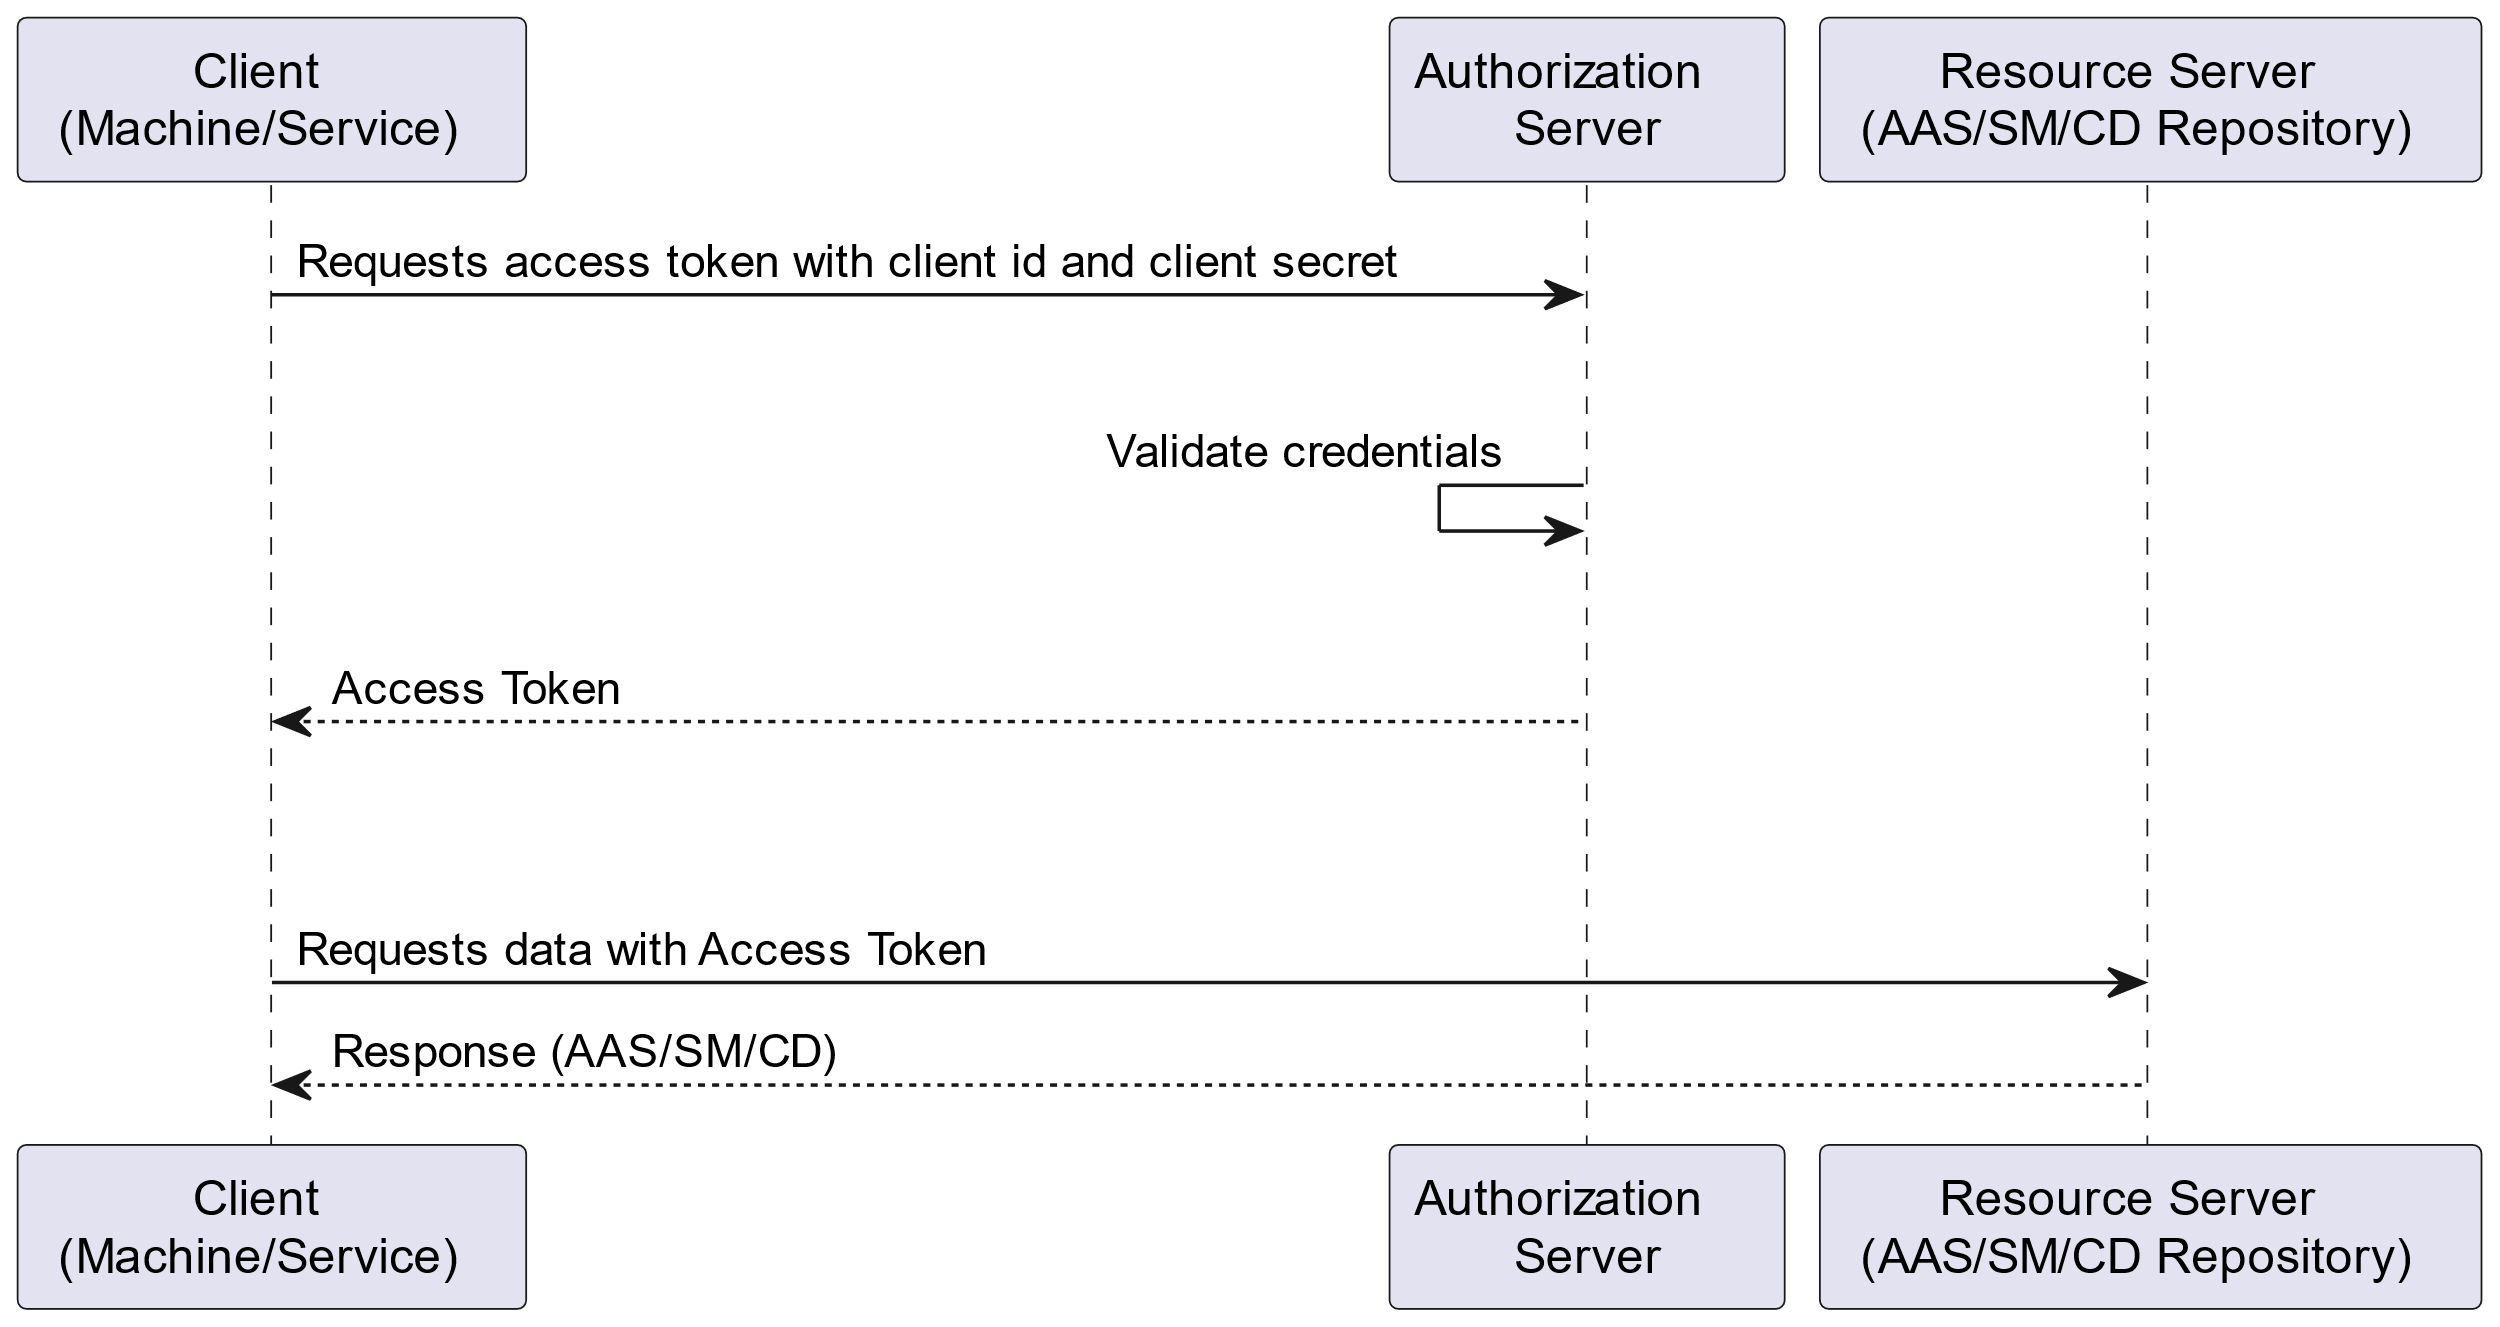 Client
(Machine/Service)
Authorization
Server
Resource Server
(AAS/SM/CD Repository)
Requests access token with client id and client secret
Validate credentials
Access Token
Requests data with Access Token
Response (AAS/SM/CD)
Client
(Machine/Service)
Authorization
Server
Resource Server
(AAS/SM/CD Repository)